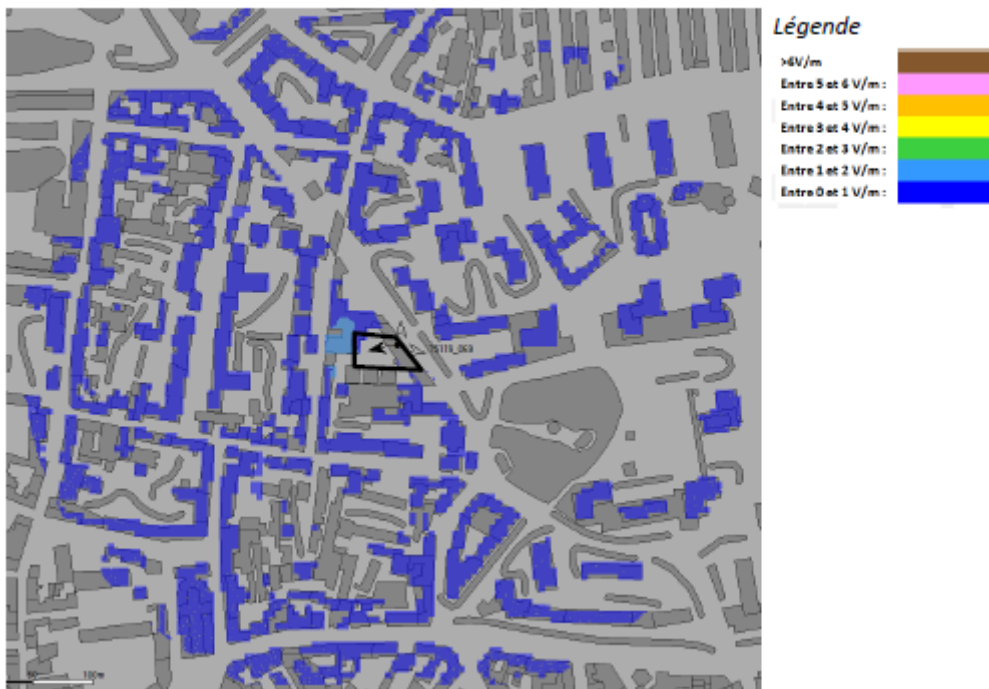 Légende
>6V/m
Entre 5 et 6 V/m :
Entre 4 et 5 V/m :
Entre 3 et 4 V/m :
Entre 2 et 3 V/m :
Entre 1 et 2 V/m :
Entre 0 et 1 V/m :
100m